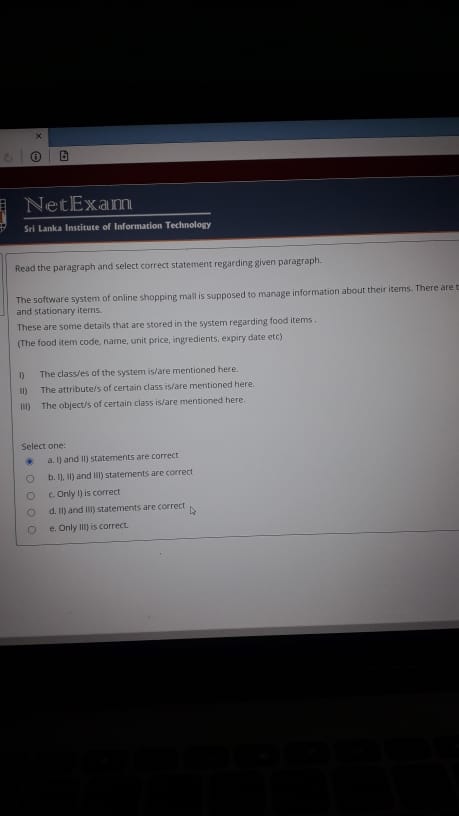 NetExam
Sri Lanka Institute of Information Technology
Read the paragraph and select correct statement regarding given paragraph.
The software system of online shopping mall is supposed to manage information about their items. There are
and stationary items.
These are some details that are stored in the system regarding food items .
(The food item code, name, unit price, ingredients, expiry date etc)
I) The class/es of the system is/are mentioned here.
II) The attribute/s of certain class is/are mentioned here.
III) The object/s of certain class is/are mentioned here.
Select one:
a. I) and II) statements are correct
b. I), II) and III) statements are correct
c. Only I) is correct
d. II) and III) statements are correct
e. Only III) is correct.